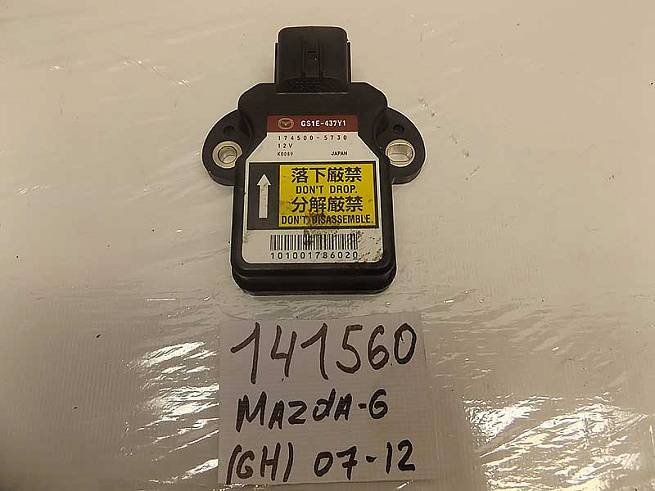 GS1E-437Y1
174500-5730
12V
K0089 JAPAN
落下厳禁
DON'T DROP.
分解厳禁
DON'T DISASSEMBLE.
101001786020
141560
MAZdA-6
(GH) 07-12